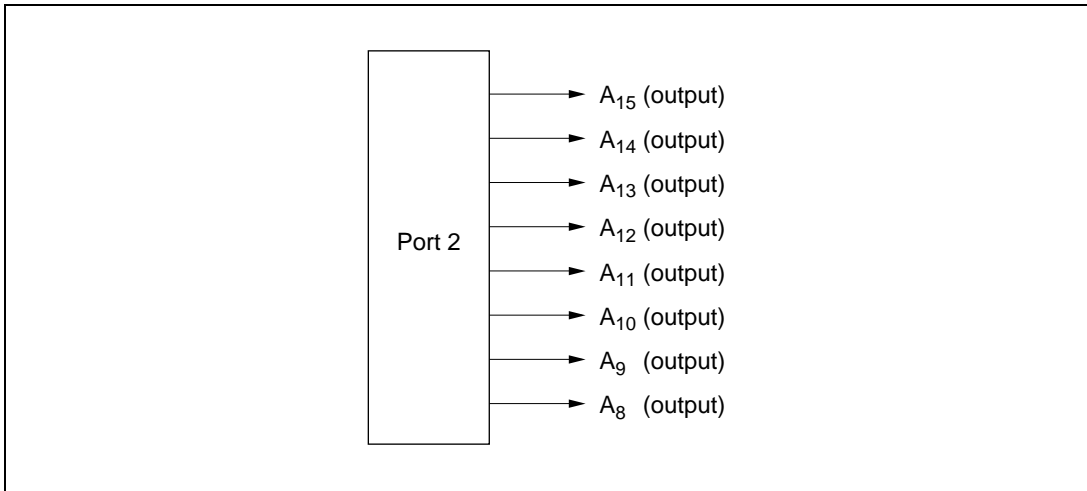 Port 2
A15 (output)
A14 (output)
A13 (output)
A12 (output)
A11 (output)
A10 (output)
A9 (output)
A8 (output)